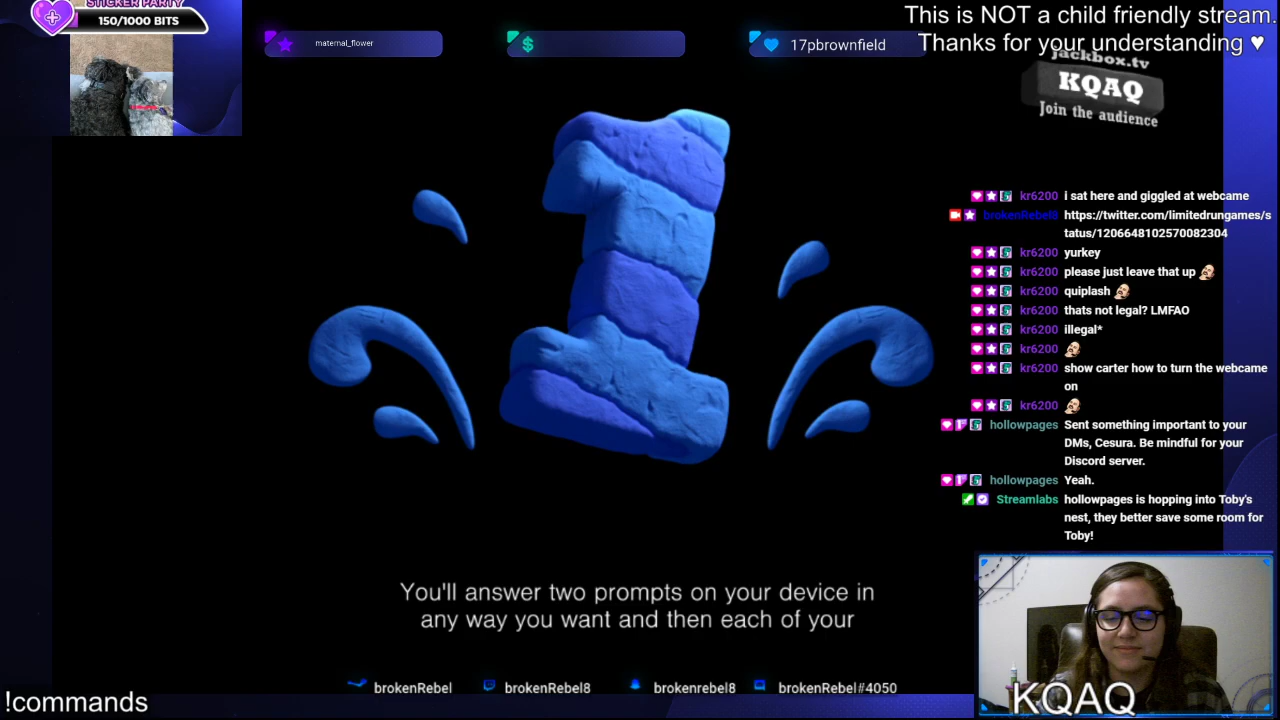 STICKER PARTY
150/1000 BITS
maternal_flower
$
17pbrownfield
This is NOT a child friendly stream.
Thanks for your understanding ♥
jackbox.tv
KQAQ
Join the audience
1
kr6200 i sat here and giggled at webcame
brokenRebel8 https://twitter.com/limitedrungames/s
tatus/1206648102570082304
kr6200 yurkey
kr6200 please just leave that up
kr6200 quiplash
kr6200 thats not legal? LMFAO
kr6200 illegal*
kr6200
kr6200 show carter how to turn the webcame
on
kr6200
hollowpages Sent something important to your
DMs, Cesura. Be mindful for your
Discord server.
hollowpages Yeah.
Streamlabs hollowpages is hopping into Toby's
nest, they better save some room for
Toby!
You'll answer two prompts on your device in
any way you want and then each of your
brokenRebel brokenRebel8 brokenrebel8 brokenRebel#4050
!commands
KQAQ